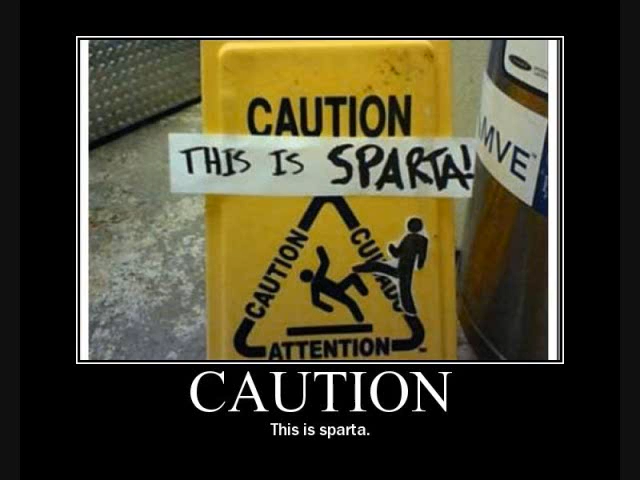 CAUTION
THIS IS SPARTA!
CAUTION
ATTENTION
MVE
CAUTION
This is sparta.